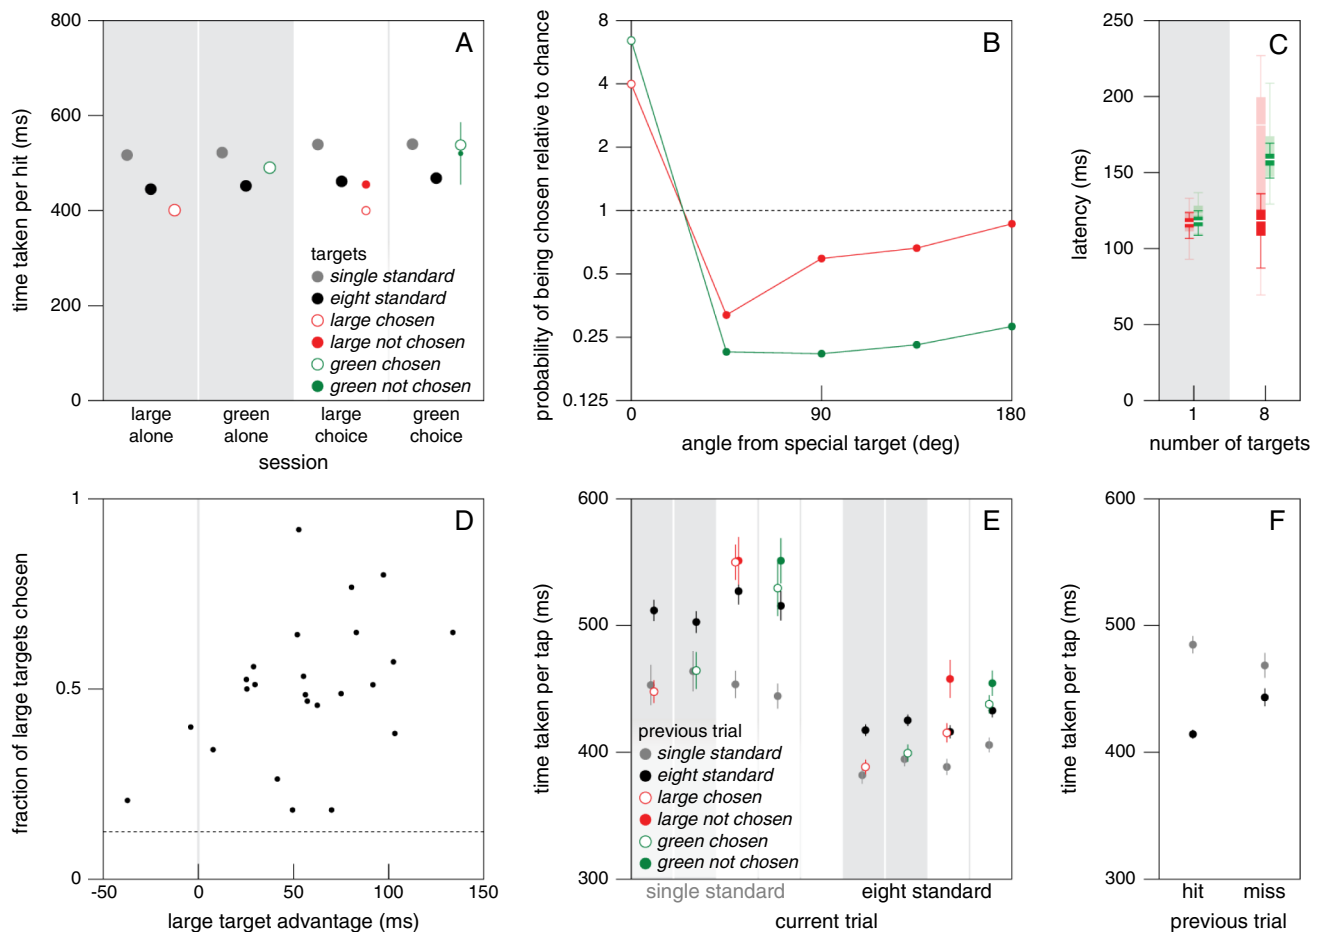 A
time taken per hit (ms)
800
600
400
200
0
targets
single standard
eight standard
large chosen
large not chosen
green chosen
green not chosen
large alone
green alone
large choice
green choice
session
B
probability of being chosen relative to chance
8
4
2
1
0.5
0.25
0.125
0
90
180
angle from special target (deg)
C
latency (ms)
250
200
150
100
50
0
1
8
number of targets
D
fraction of large targets chosen
1
0.5
0
-50
0
50
100
150
large target advantage (ms)
E
time taken per tap (ms)
600
500
400
300
previous trial
single standard
eight standard
large chosen
large not chosen
green chosen
green not chosen
single standard
eight standard
current trial
F
time taken per tap (ms)
600
500
400
300
hit
miss
previous trial